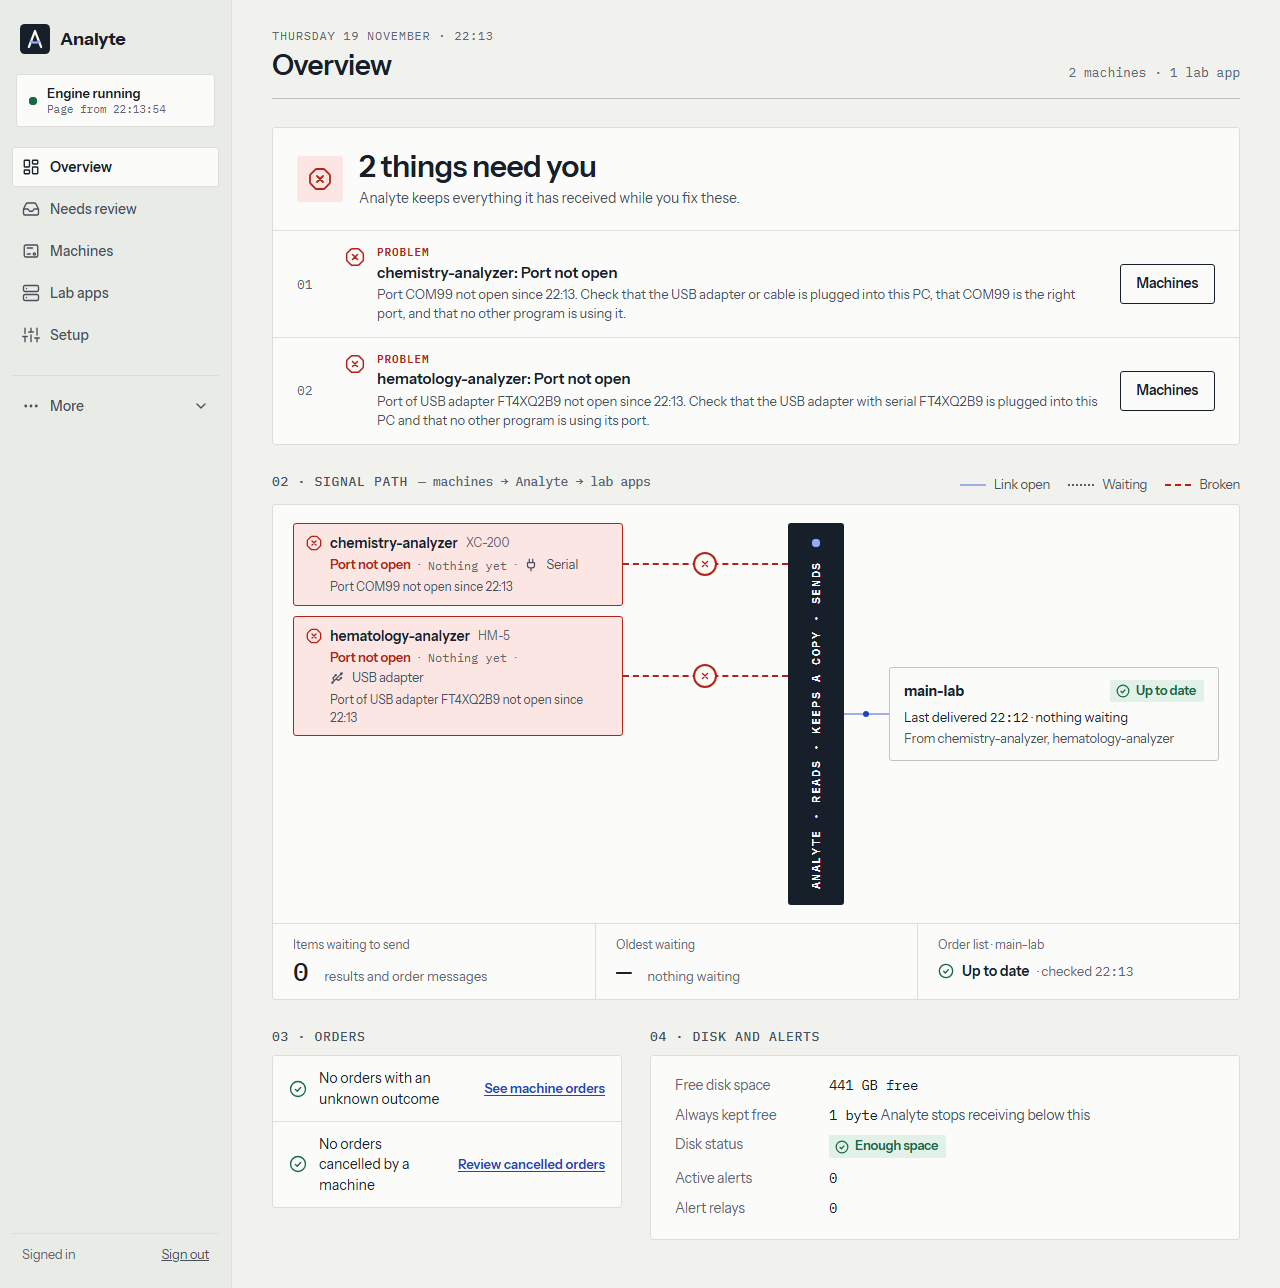 Analyte
Engine running
Page from 22:13:54
Overview
Needs review
Machines
Lab apps
Setup
More
Signed in
Sign out
THURSDAY 19 NOVEMBER · 22:13
Overview
2 machines · 1 lab app
2 things need you
Analyte keeps everything it has received while you fix these.
01
PROBLEM
chemistry-analyzer: Port not open
Port COM99 not open since 22:13. Check that the USB adapter or cable is plugged into this PC, that COM99 is the right
port, and that no other program is using it.
Machines
02
PROBLEM
hematology-analyzer: Port not open
Port of USB adapter FT4XQ2B9 not open since 22:13. Check that the USB adapter with serial FT4XQ2B9 is plugged into this
PC and that no other program is using its port.
Machines
02 · SIGNAL PATH — machines → Analyte → lab apps
Link open
Waiting
Broken
chemistry-analyzer XC-200
Port not open · Nothing yet · Serial
Port COM99 not open since 22:13
hematology-analyzer HM-5
Port not open · Nothing yet ·
USB adapter
Port of USB adapter FT4XQ2B9 not open since
22:13
ANALYTE · READS · KEEPS A COPY · SENDS
main-lab
Up to date
Last delivered 22:12 · nothing waiting
From chemistry-analyzer, hematology-analyzer
Items waiting to send
0 results and order messages
Oldest waiting
— nothing waiting
Order list · main-lab
Up to date · checked 22:13
03 · ORDERS
No orders with an
unknown outcome
See machine orders
No orders
cancelled by a
machine
Review cancelled orders
04 · DISK AND ALERTS
Free disk space 441 GB free
Always kept free 1 byte Analyte stops receiving below this
Disk status Enough space
Active alerts 0
Alert relays 0